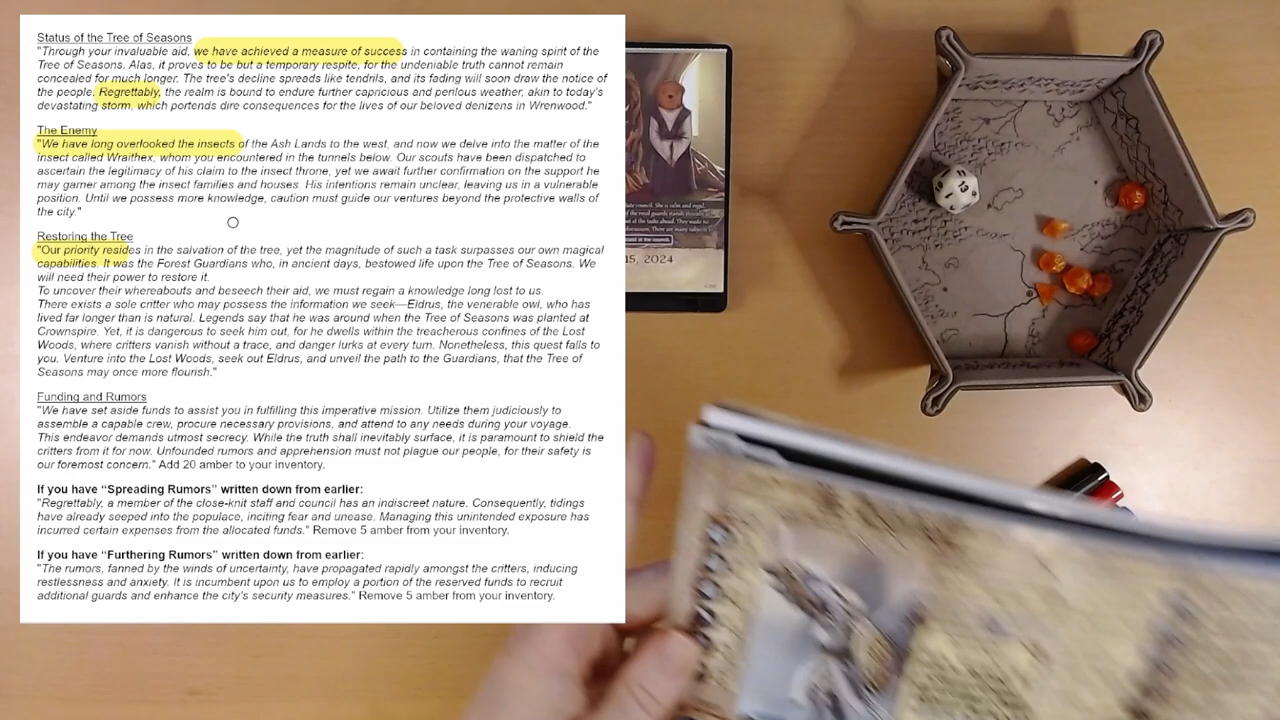 Status of the Tree of Seasons
"Through your invaluable aid, we have achieved a measure of success in containing the waning spirit of the
Tree of Seasons. Alas, it proves to be but a temporary respite, for the undeniable truth cannot remain
concealed for much longer. The tree's decline spreads like tendrils, and its fading will soon draw the notice of
the people. Regrettably, the realm is bound to endure further capricious and perilous weather, akin to today's
devastating storm, which portends dire consequences for the lives of our beloved denizens in Wrenwood."
The Enemy
"We have long overlooked the insects of the Ash Lands to the west, and now we delve into the matter of the
insect called Wraithex, whom you encountered in the tunnels below. Our scouts have been dispatched to
ascertain the legitimacy of his claim to the insect throne, yet we await further confirmation on the support he
may garner among the insect families and houses. His intentions remain unclear, leaving us in a vulnerable
position. Until we possess more knowledge, caution must guide our ventures beyond the protective walls of
the city."
Restoring the Tree
"Our priority lies in the salvation of the tree, yet the magnitude of such a task surpasses our own magical
capabilities. It was the Forest Guardians who, in ancient days, bestowed life upon the Tree of Seasons. We
will need their power to restore it.
To uncover their whereabouts and beseech their aid, we must regain a knowledge long lost to us.
There exists a sole critter who may possess the information we seek—Eidrus, the venerable owl, who has
lived far longer than is natural. Legends say that he was around when the Tree of Seasons was planted at
Crownspire. Yet, it is dangerous to seek him out, for he dwells within the treacherous confines of the Lost
Woods, where critters vanish without a trace, and danger lurks at every turn. Nonetheless, this quest falls to
you. Venture into the Lost Woods, seek out Eldrus, and unveil the path to the Guardians, that the Tree of
Seasons may once more flourish."
Funding and Rumors
"We have set aside funds to assist you in fulfilling this imperative mission. Utilize them judiciously to
assemble a capable crew, procure necessary provisions, and attend to any needs during your voyage.
This endeavor demands utmost secrecy. While the truth shall inevitably surface, it is paramount to shield the
critters from it for now. Unfounded rumors and apprehension must not plague our people, for their safety is
our foremost concern." Add 20 amber to your inventory.
If you have “Spreading Rumors” written down from earlier:
"Regrettably, a member of the close-knit staff and council has an indiscreet nature. Consequently, tidings
have already seeped into the populace, inciting fear and unease. Managing this unintended exposure has
incurred certain expenses from the allocated funds." Remove 5 amber from your inventory.
If you have “Furthering Rumors” written down from earlier:
"The rumors, fanned by the winds of uncertainty, have propagated rapidly amongst the critters, inducing
restlessness and anxiety. It is incumbent upon us to employ a portion of the reserved funds to recruit
additional guards and enhance the city's security measures." Remove 5 amber from your inventory.
council. She is calm and regal.
15, 2024